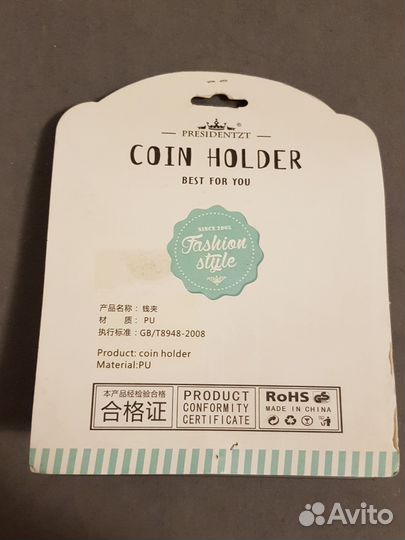 PRESIDENTZT®
COIN HOLDER
BEST FOR YOU
SINCE 2005
Fashion
style
产品名称: 钱夹
材 质: PU
执行标准: GB/T8948-2008
Product: coin holder
Material:PU
本产品经检验合格
合格证
PRODUCT
CONFORMITY
CERTIFICATE
RoHS
MADE IN CHINA
Avito